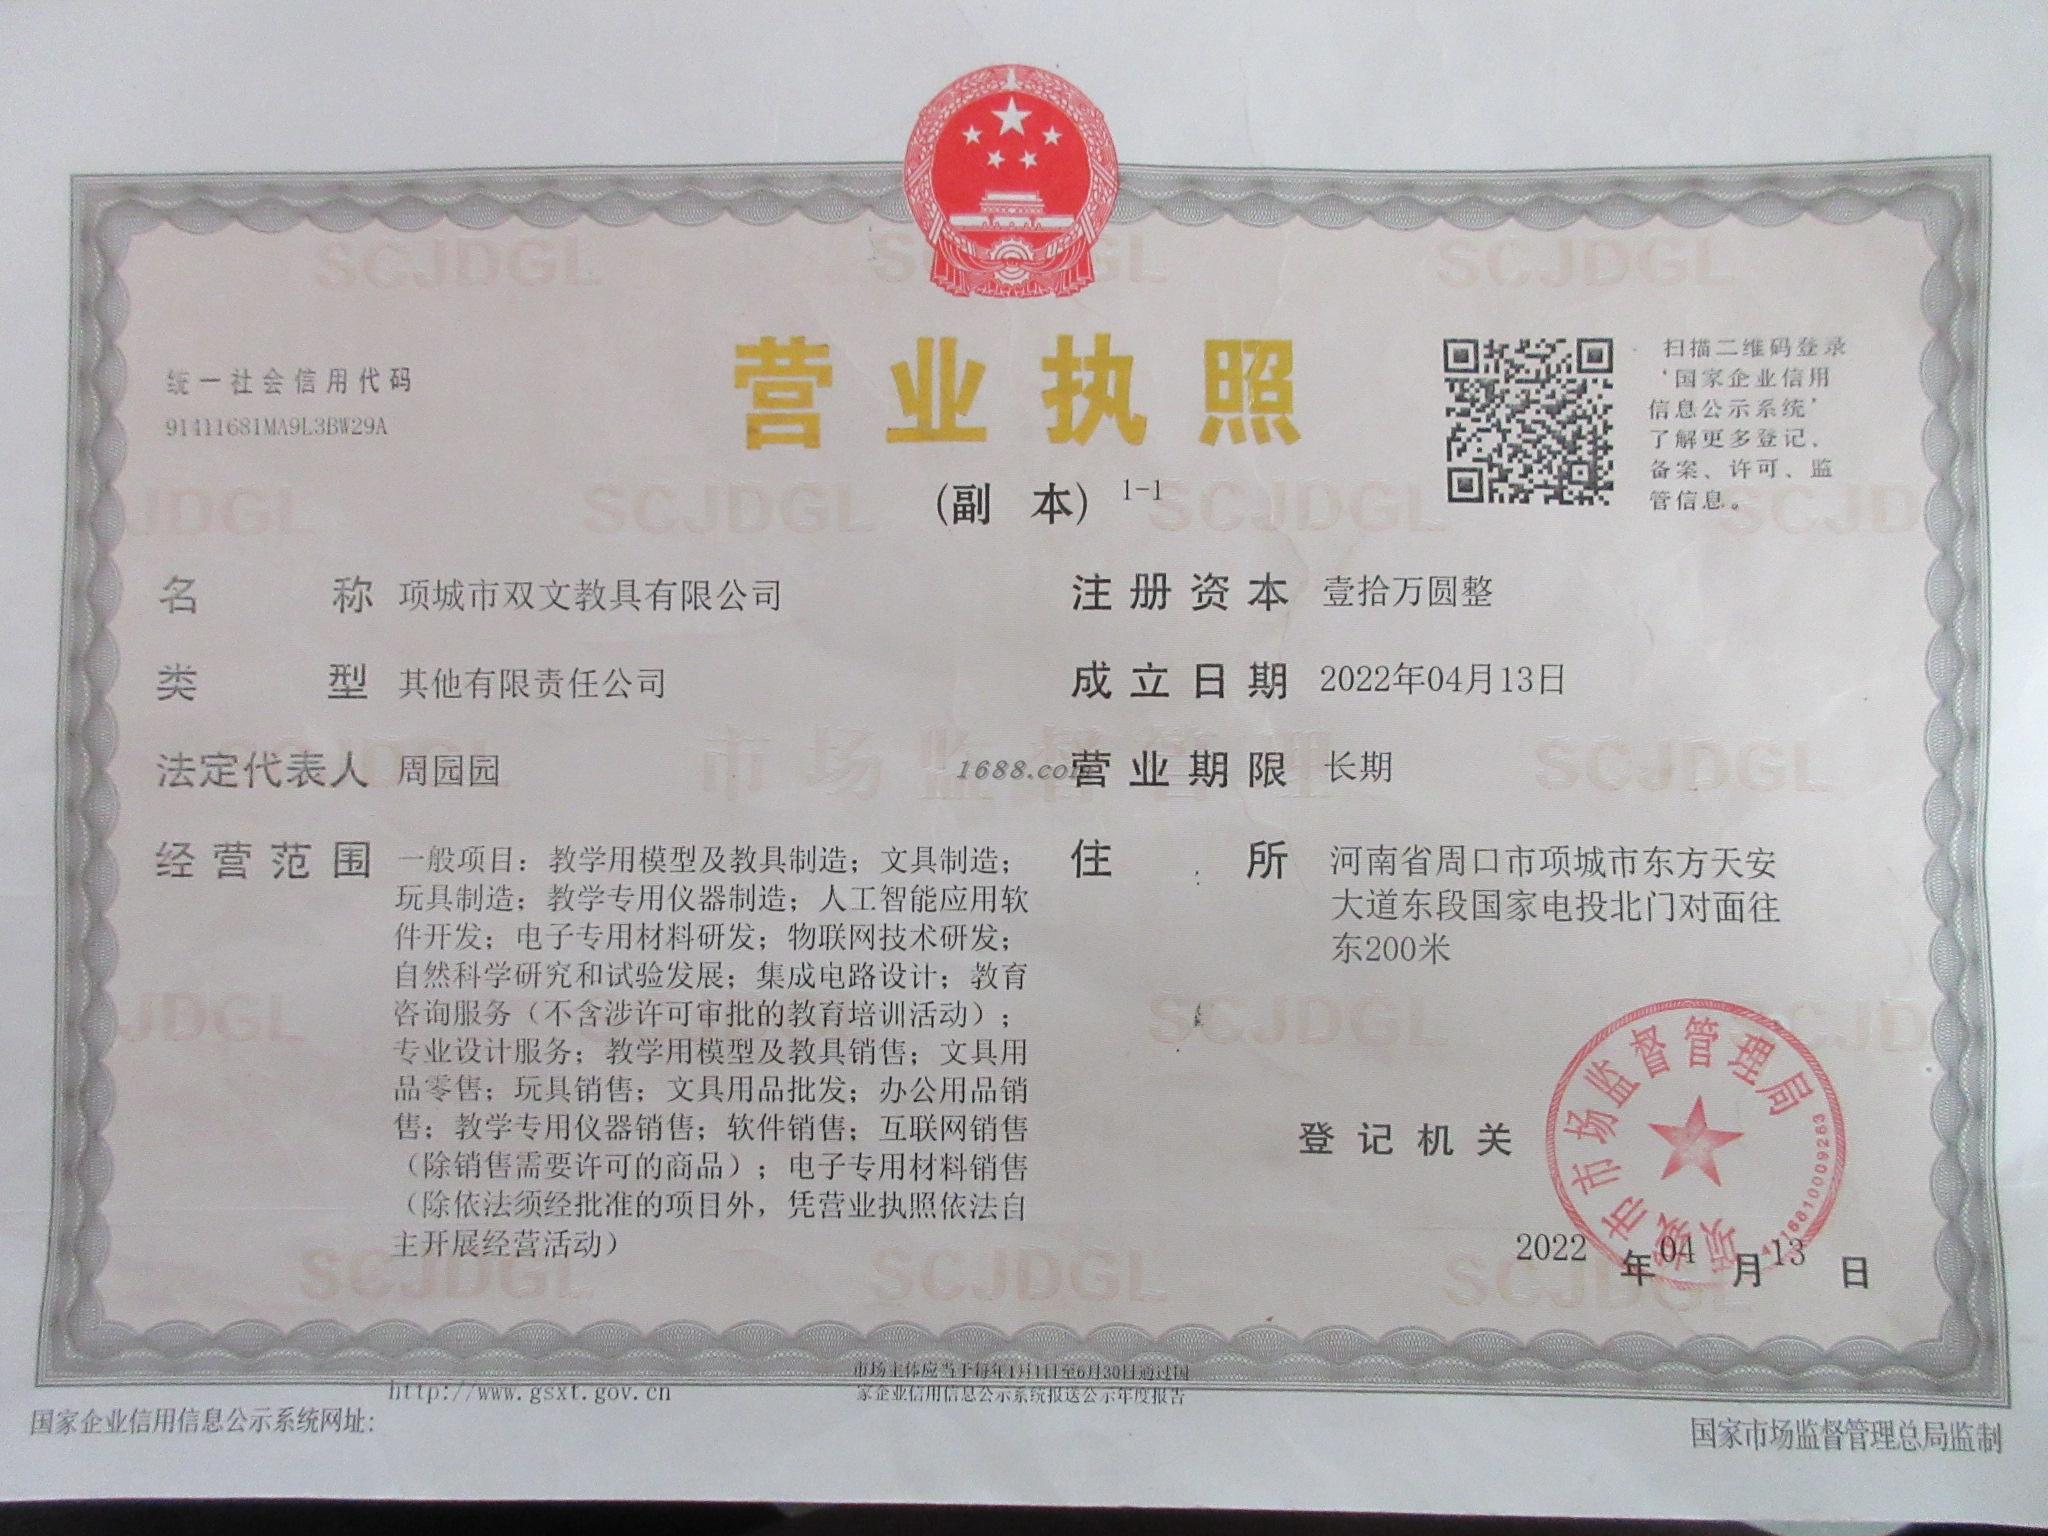 统一社会信用代码
91411681MA9L3BW29A
营业执照
(副 本) 1-1
扫描二维码登录
‘国家企业信用
信息公示系统’
了解更多登记、
备案、许可、监
管信息。
名 称 项城市双文教具有限公司
类 型 其他有限责任公司
法定代表人 周园园
经营范围 一般项目：教学用模型及教具制造；文具制造；
玩具制造；教学专用仪器制造；人工智能应用软
件开发；电子专用材料研发；物联网技术研发；
自然科学研究和试验发展；集成电路设计；教育
咨询服务（不含涉许可审批的教育培训活动）；
专业设计服务；教学用模型及教具销售；文具用
品零售；玩具销售；文具用品批发；办公用品销
售；教学专用仪器销售；软件销售；互联网销售
（除销售需要许可的商品）；电子专用材料销售
（除依法须经批准的项目外，凭营业执照依法自
主开展经营活动）
注册资本 壹拾万圆整
成立日期 2022年04月13日
营业期限 长期
住 所 河南省周口市项城市东方天安
大道东段国家电投北门对面往
东200米
1688.com
市场监督管理
SCJDGL
登记机关
项城市市场监督管理局
2022 年 04 月 13 日
http://www.gsxt.gov.cn
市场主体应当于每年1月1日至6月30日通过国
家企业信用信息公示系统报送公示年度报告
国家企业信用信息公示系统网址：
国家市场监督管理总局监制